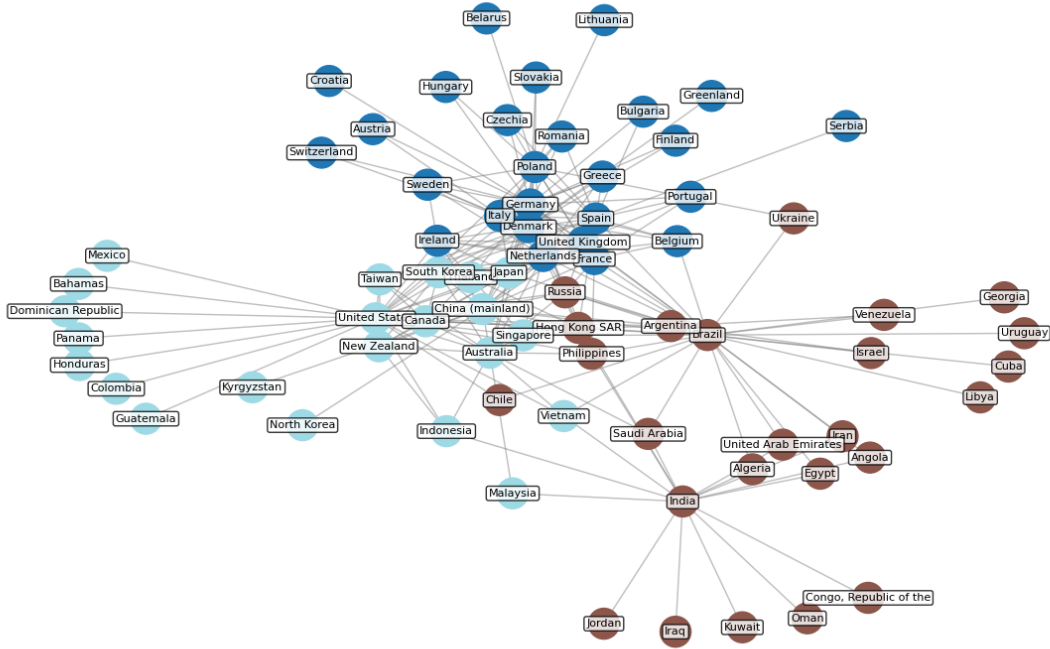 Belarus
Lithuania
Croatia
Hungary
Slovakia
Greenland
Bulgaria
Austria
Czechia
Romania
Finland
Serbia
Switzerland
Poland
Sweden
Greece
Germany
Portugal
Italy
Spain
Ukraine
Denmark
Ireland
United Kingdom
Belgium
Mexico
Netherlands
France
South Korea
Japan
Taiwan
Bahamas
Russia
Georgia
Dominican Republic
China (mainland)
Venezuela
United Stat
Canada
Hong Kong SAR
Argentina
Brazil
Uruguay
Panama
Singapore
New Zealand
Australia
Philippines
Israel
Honduras
Cuba
Colombia
Kyrgyzstan
Chile
Libya
Guatemala
North Korea
Vietnam
Indonesia
Saudi Arabia
Iran
United Arab Emirates
Angola
Algeria
Egypt
Malaysia
India
Congo, Republic of the
Jordan
Iraq
Kuwait
Oman